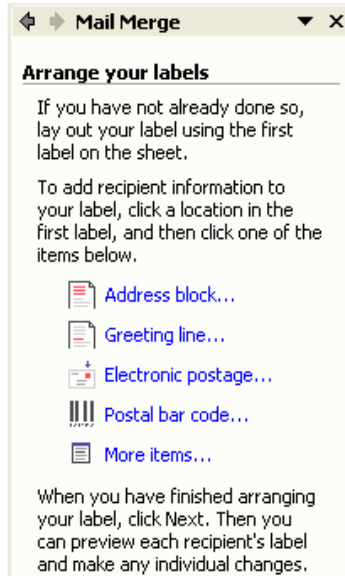 Mail Merge
Arrange your labels
If you have not already done so,
lay out your label using the first
label on the sheet.
To add recipient information to
your label, click a location in the
first label, and then click one of the
items below.
Address block...
Greeting line...
Electronic postage...
Postal bar code...
More items...
When you have finished arranging
your label, click Next. Then you
can preview each recipient's label
and make any individual changes.